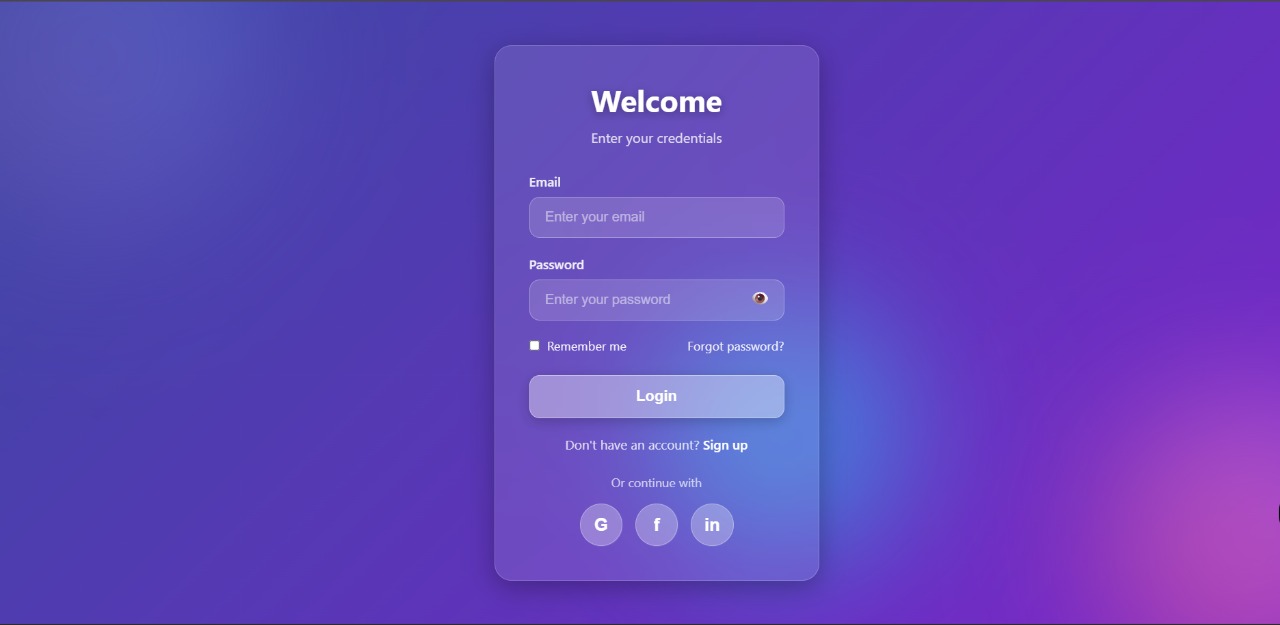 Welcome
Enter your credentials
Email
Enter your email
Password
Enter your password
Remember me Forgot password?
Login
Don't have an account? Sign up
Or continue with
G f in